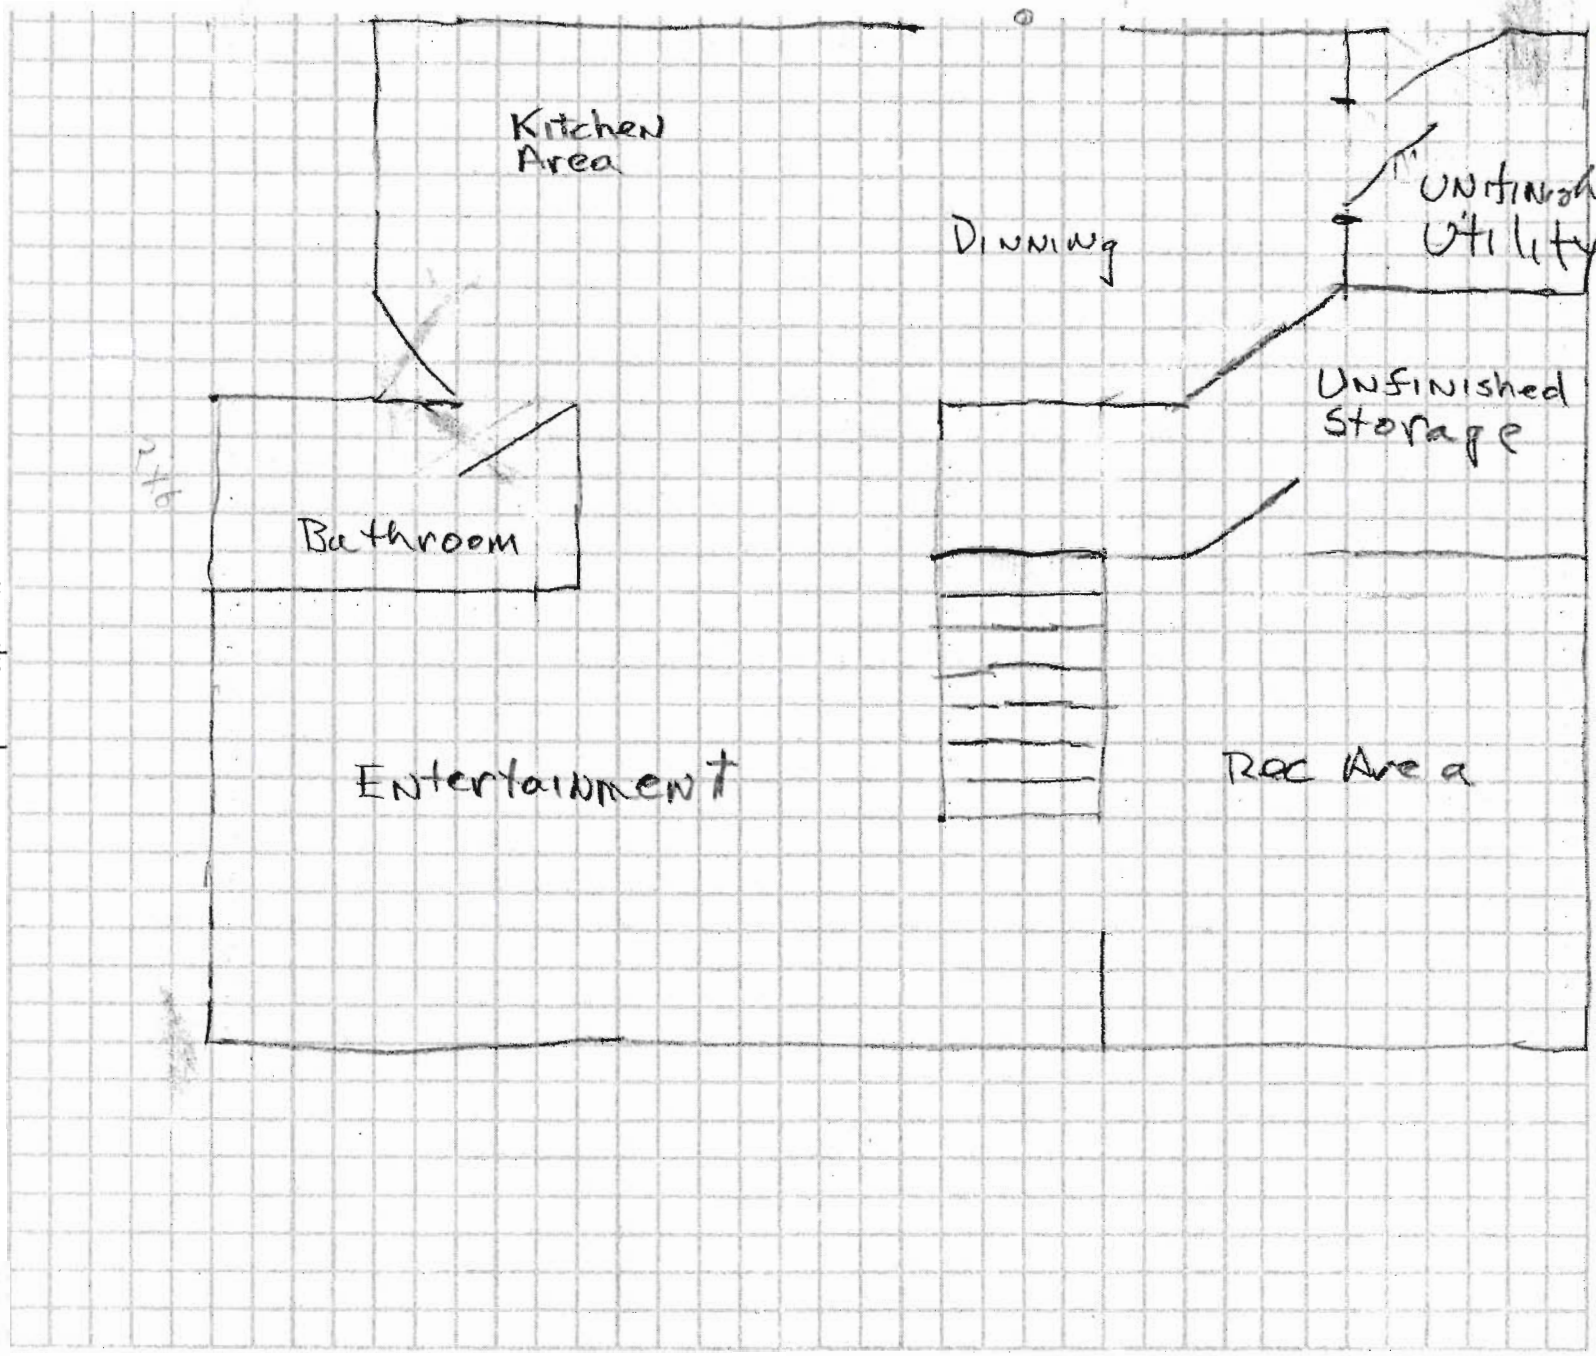 Kitchen
Area
Dinning
Unfinish
Utility
Unfinished
Storage
Bathroom
Entertainment
Rec Area